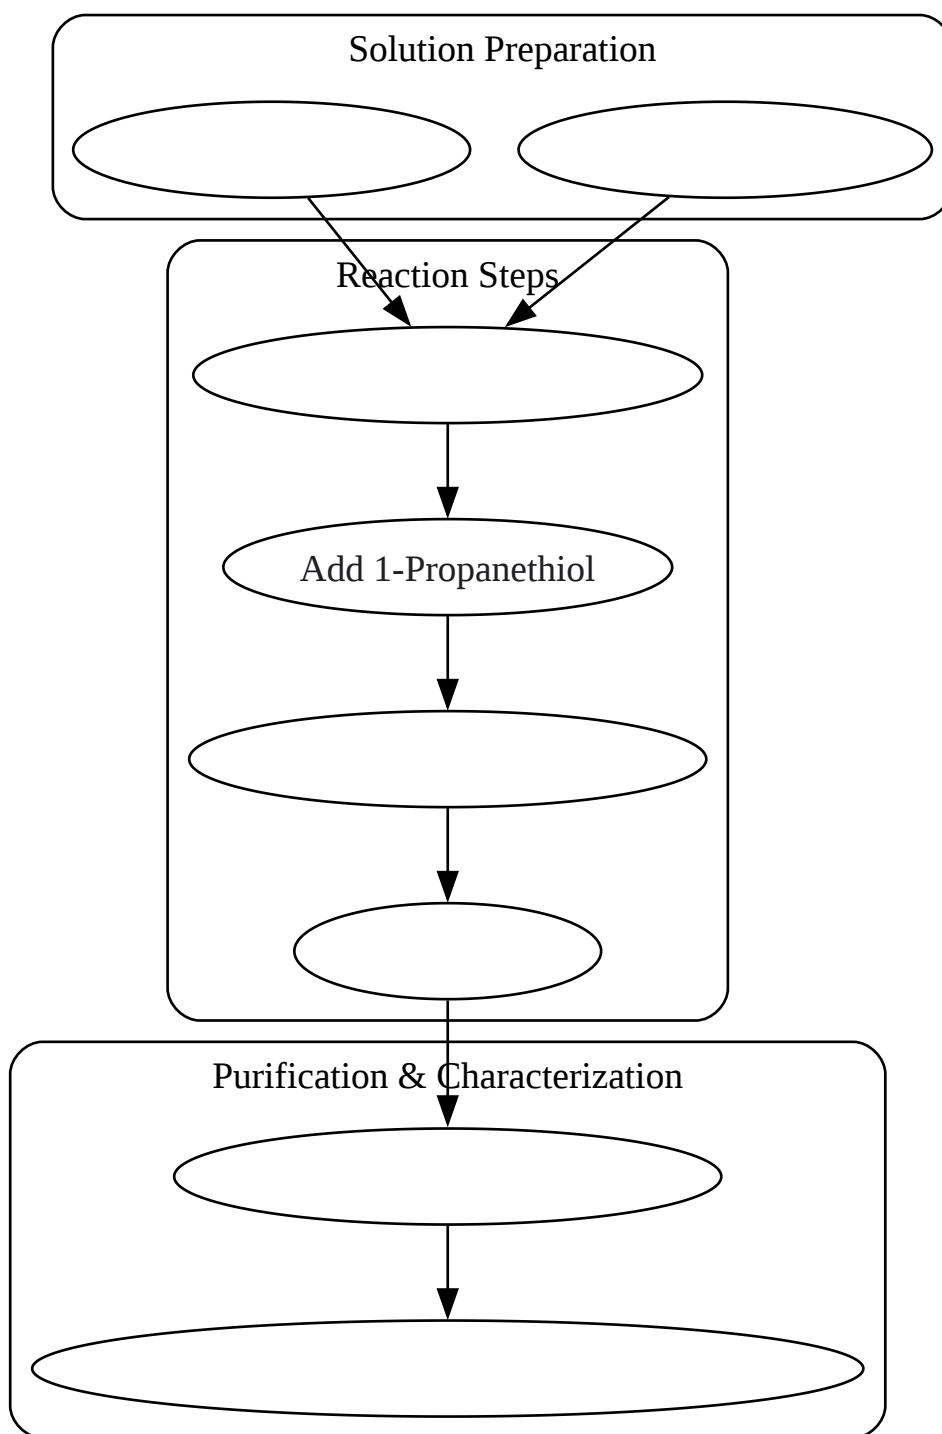 Solution Preparation
Reaction Steps
Add 1-Propanethiol
Purification & Characterization